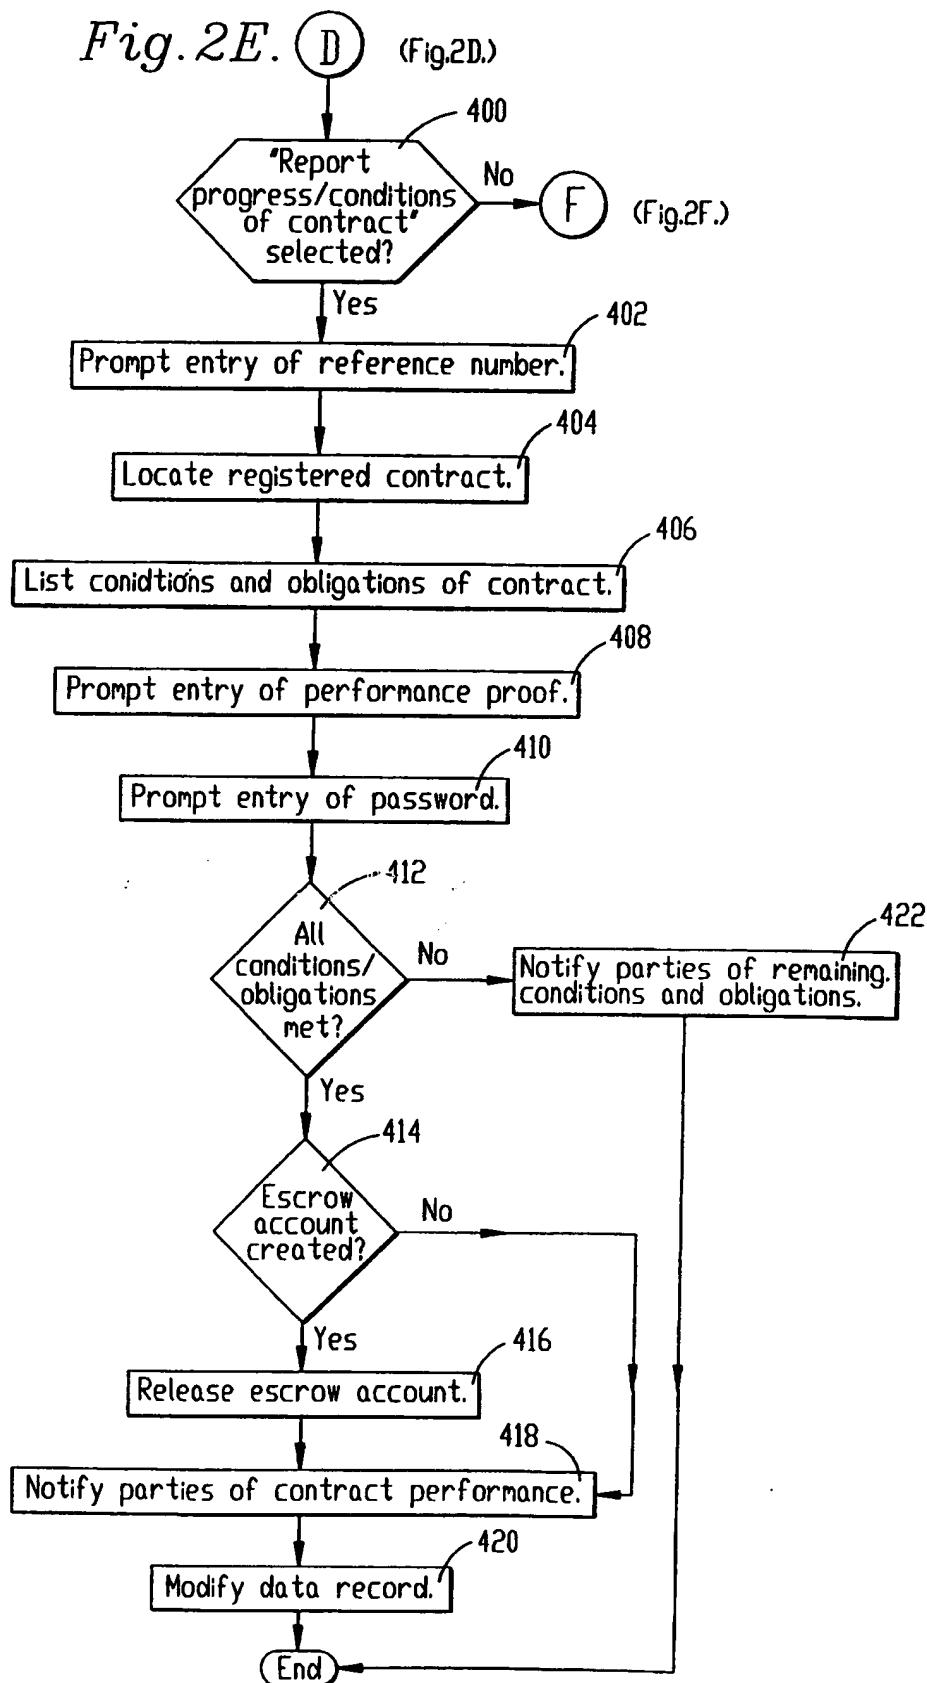 Fig. 2E.
D
(Fig.2D.)
400
"Report
progress/conditions
of contract"
selected?
No
F
(Fig.2F.)
Yes
402
Prompt entry of reference number.
404
Locate registered contract.
406
List conidtions and obligations of contract.
408
Prompt entry of performance proof.
410
Prompt entry of password.
412
All
conditions/
obligations
met?
No
422
Notify parties of remaining.
conditions and obligations.
Yes
414
Escrow
account
created?
No
Yes
416
Release escrow account.
418
Notify parties of contract performance.
420
Modify data record.
End